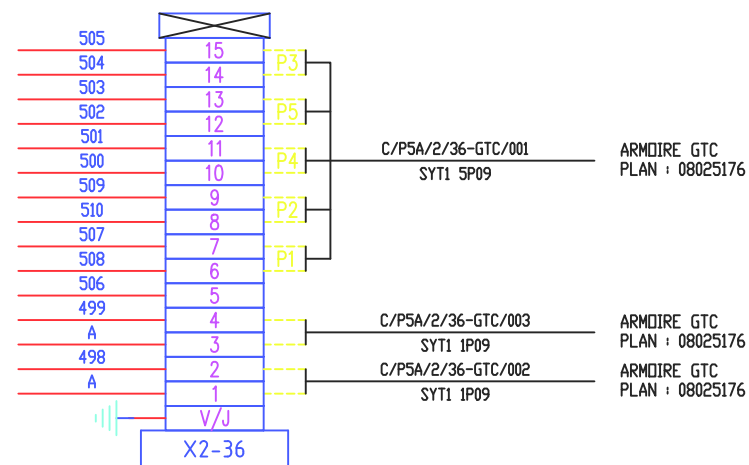 505
15
504
P3
14
503
13
502
P5
12
501
11
C/P5A/2/36-GTC/001
ARMOIRE GTC
500
P4
10
SYT1 5P09
PLAN : 08025176
509
9
510
P2
8
507
7
508
P1
6
506
5
499
4
C/P5A/2/36-GTC/003
ARMOIRE GTC
A
3
SYT1 1P09
PLAN : 08025176
498
2
C/P5A/2/36-GTC/002
ARMOIRE GTC
A
1
SYT1 1P09
PLAN : 08025176
V/J
X2-36